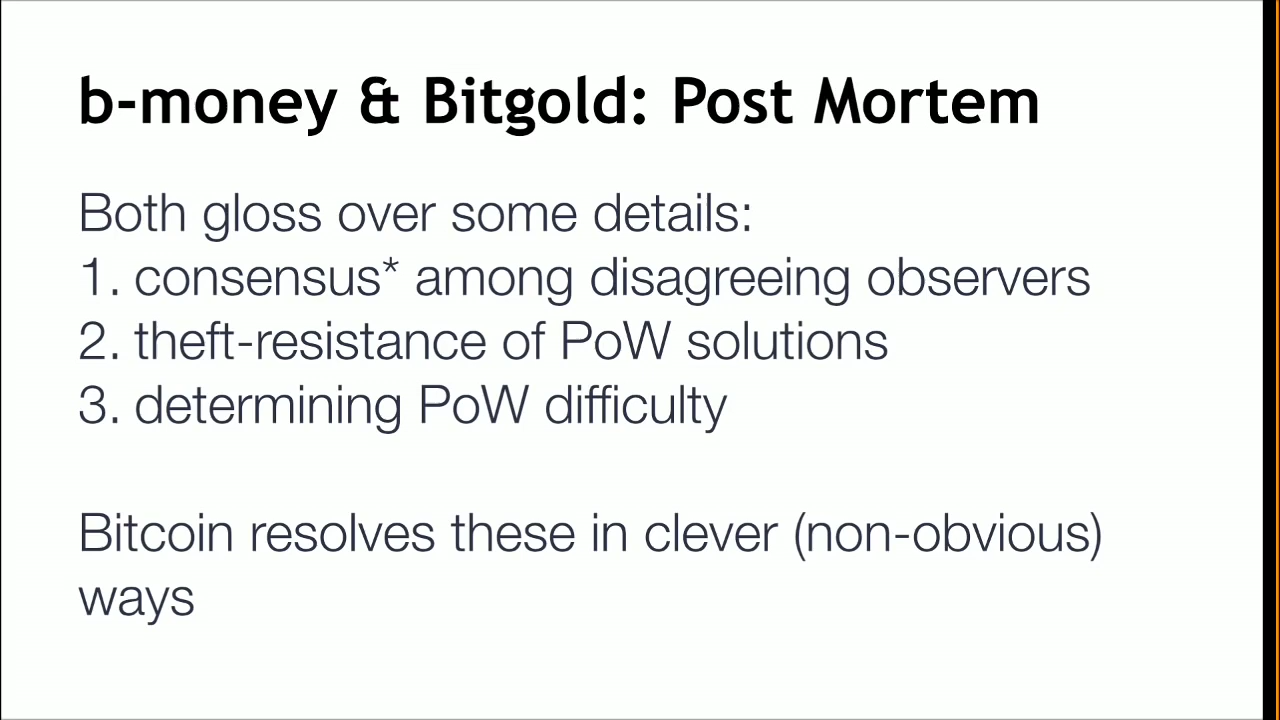 b-money & Bitgold: Post Mortem
Both gloss over some details:
1. consensus* among disagreeing observers
2. theft-resistance of PoW solutions
3. determining PoW difficulty
Bitcoin resolves these in clever (non-obvious)
ways